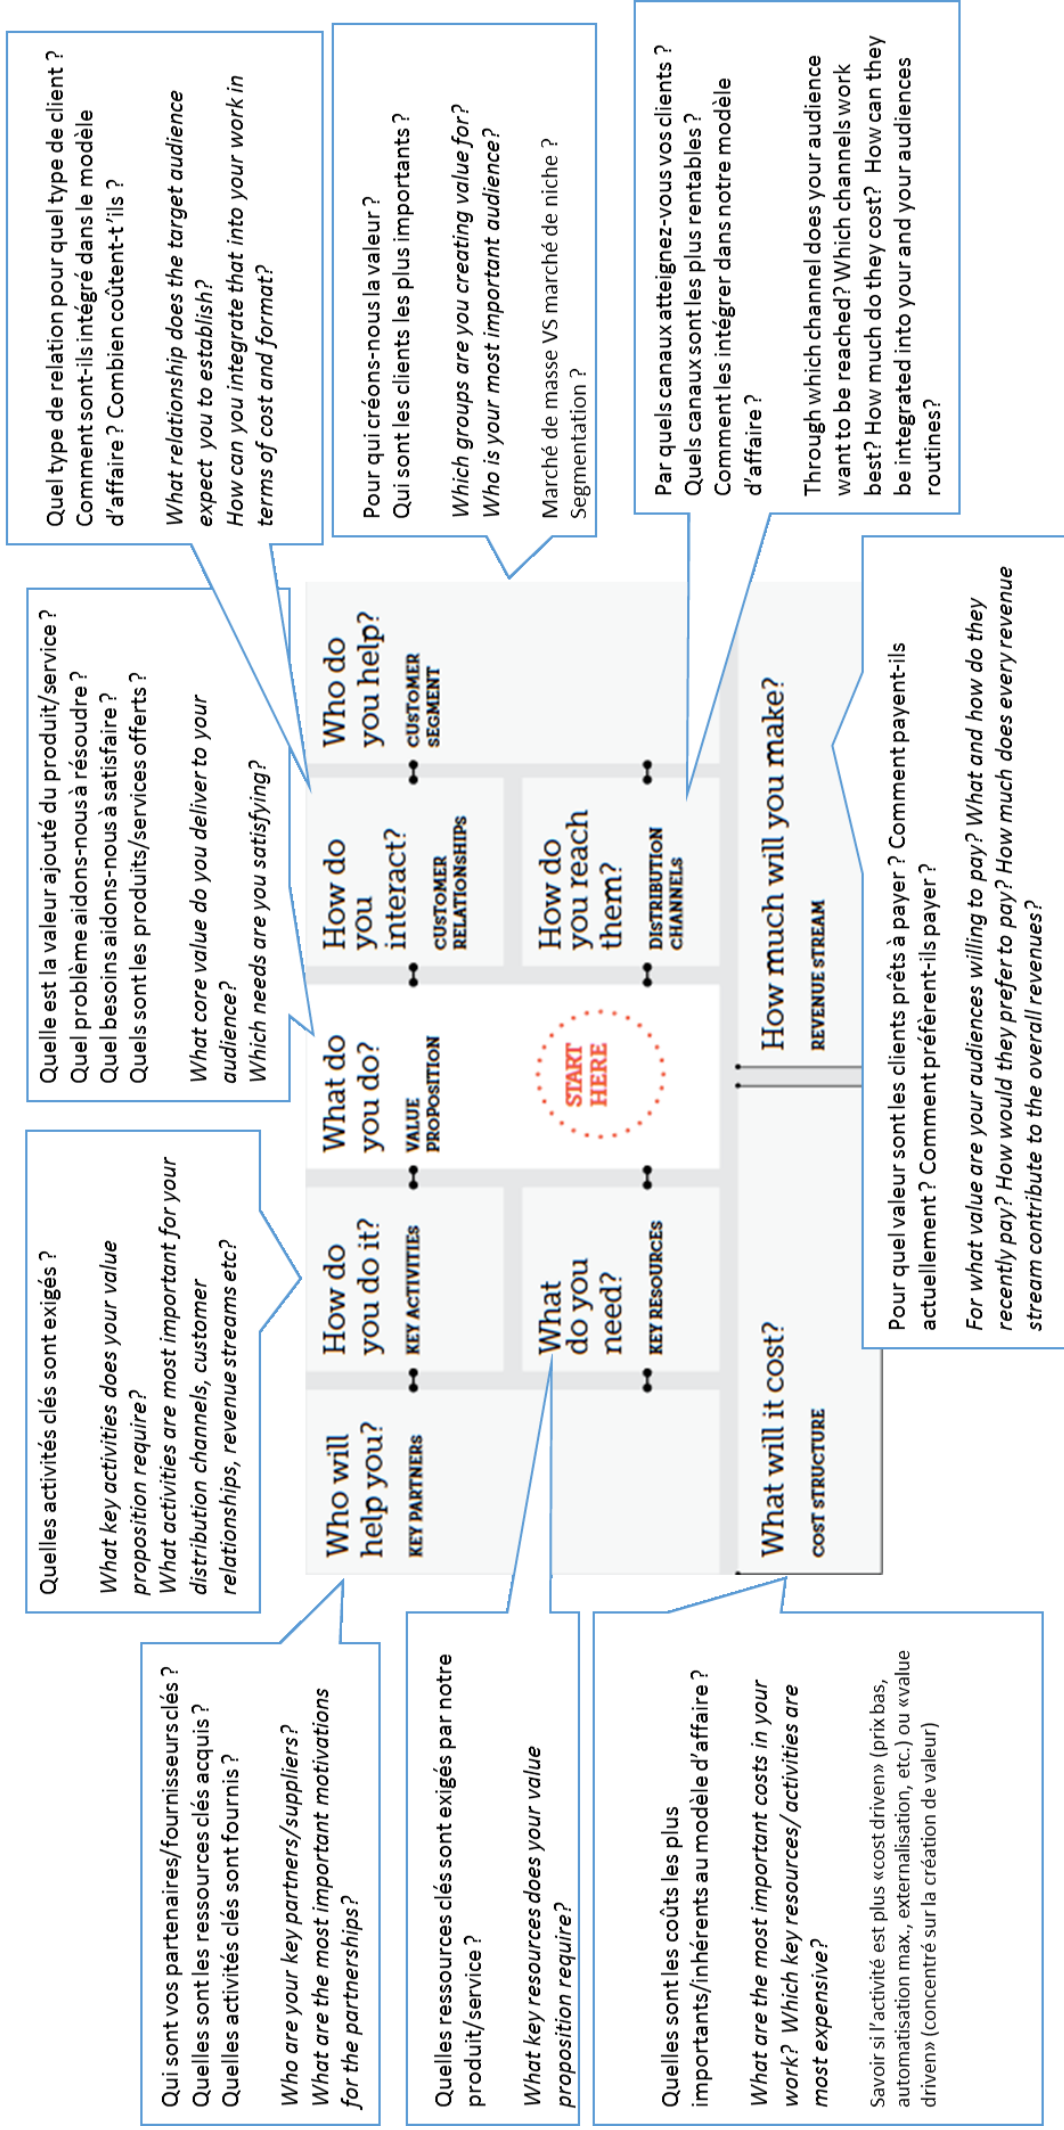 Quel type de relation pour quel type de client ?
Comment sont-ils intégré dans le modèle
d’affaire ? Combien coûtent-t’ils ?
What relationship does the target audience
expect you to establish?
How can you integrate that into your work in
terms of cost and format?
Quelle est la valeur ajouté du produit/service ?
Quel problème aidons-nous à résoudre ?
Quel besoins aidons-nous à satisfaire ?
Quels sont les produits/services offerts ?
What core value do you deliver to your
audience?
Which needs are you satisfying?
Quelles activités clés sont exigés ?
What key activities does your value
proposition require?
What activities are most important for your
distribution channels, customer
relationships, revenue streams etc?
Qui sont vos partenaires/fournisseurs clés ?
Quelles sont les ressources clés acquis ?
Quelles activités clés sont fournis ?
Who are your key partners/suppliers?
What are the most important motivations
for the partnerships?
Pour qui créons-nous la valeur ?
Qui sont les clients les plus importants ?
Which groups are you creating value for?
Who is your most important audience?
Marché de masse VS marché de niche ?
Segmentation ?
Who will
help you?
KEY PARTNERS
How do
you do it?
KEY ACTIVITIES
What do
you do?
VALUE
PROPOSITION
How do
you
interact?
CUSTOMER
RELATIONSHIPS
Who do
you help?
CUSTOMER
SEGMENT
What
do you
need?
KEY RESOURCES
START
HERE
How do
you reach
them?
DISTRIBUTION
CHANNELS
What will it cost?
COST STRUCTURE
How much will you make?
REVENUE STREAM
Quelles ressources clés sont exigés par notre
produit/service ?
What key resources does your value
proposition require?
Par quels canaux atteignez-vous vos clients ?
Quels canaux sont les plus rentables ?
Comment les intégrer dans notre modèle
d’affaire ?
Through which channel does your audience
want to be reached? Which channels work
best? How much do they cost? How can they
be integrated into your and your audiences
routines?
Quelles sont les coûts les plus
importants/inhérents au modèle d’affaire ?
What are the most important costs in your
work? Which key resources/ activities are
most expensive?
Savoir si l’activité est plus «cost driven» (prix bas,
automatisation max., externalisation, etc.) ou «value
driven» (concentré sur la création de valeur)
Pour quel valeur sont les clients prêts à payer ? Comment payent-ils
actuellement ? Comment préfèrent-ils payer ?
For what value are your audiences willing to pay? What and how do they
recently pay? How would they prefer to pay? How much does every revenue
stream contribute to the overall revenues?